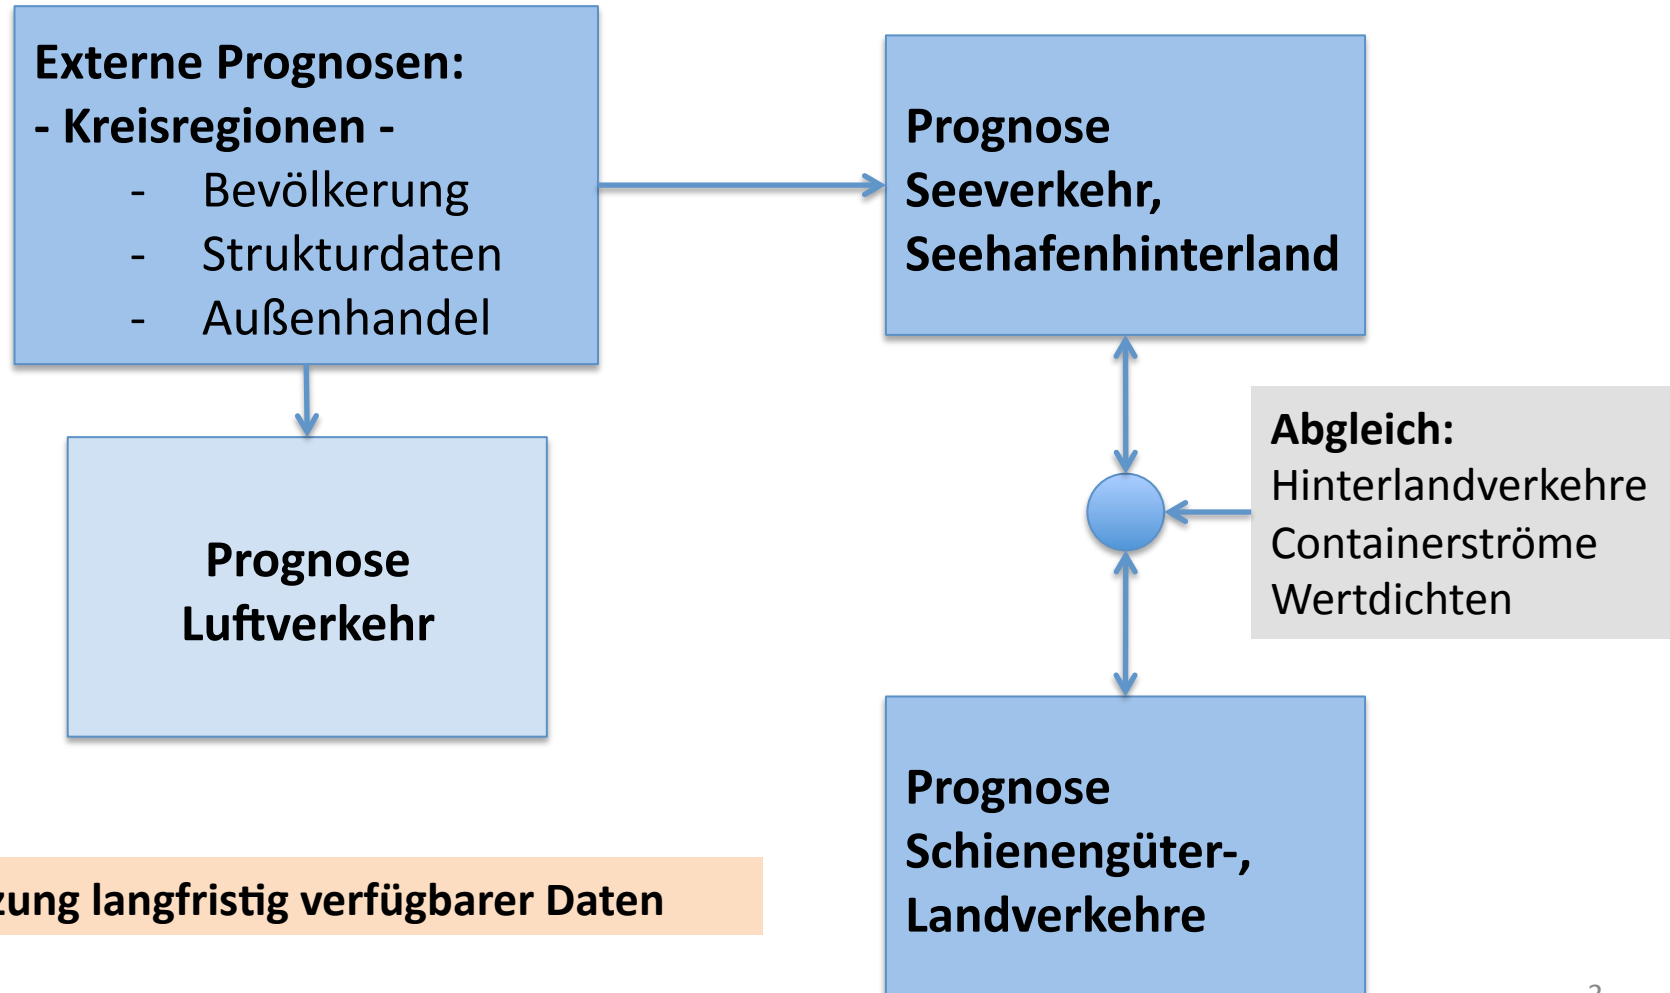 Externe Prognosen:
- Kreisregionen -
- Bevölkerung
- Strukturdaten
- Außenhandel
Prognose
Seeverkehr,
Seehafenhinterland
Abgleich:
Hinterlandverkehre
Containerströme
Wertdichten
Prognose
Luftverkehr
Prognose
Schienengüter-,
Landverkehre
zung langfristig verfügbarer Daten